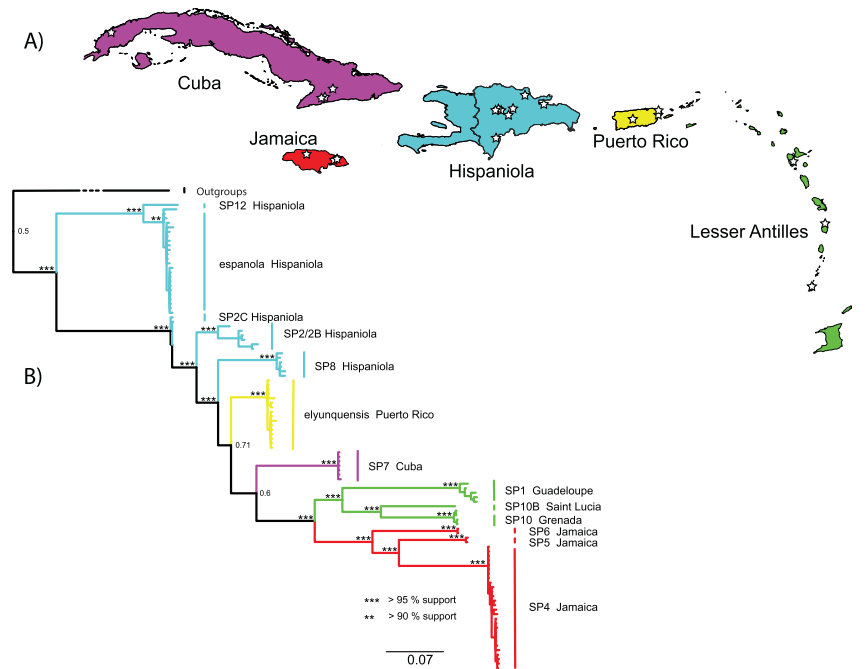 A)
Cuba
Jamaica
Hispaniola
Puerto Rico
Lesser Antilles
Outgroups
*** SP12 Hispaniola
**
0.5
espanola Hispaniola
***
SP2C Hispaniola
*** ***
SP2/2B Hispaniola
B)
*** ***
SP8 Hispaniola
*** ***
elyunquensis Puerto Rico
0.71
*** SP7 Cuba
*** SP1 Guadeloupe
0.6
SP10B Saint Lucia
*** *** SP10 Grenada
*** SP6 Jamaica
*** *** SP5 Jamaica
***
***
*** > 95 % support
SP4 Jamaica
** > 90 % support
0.07